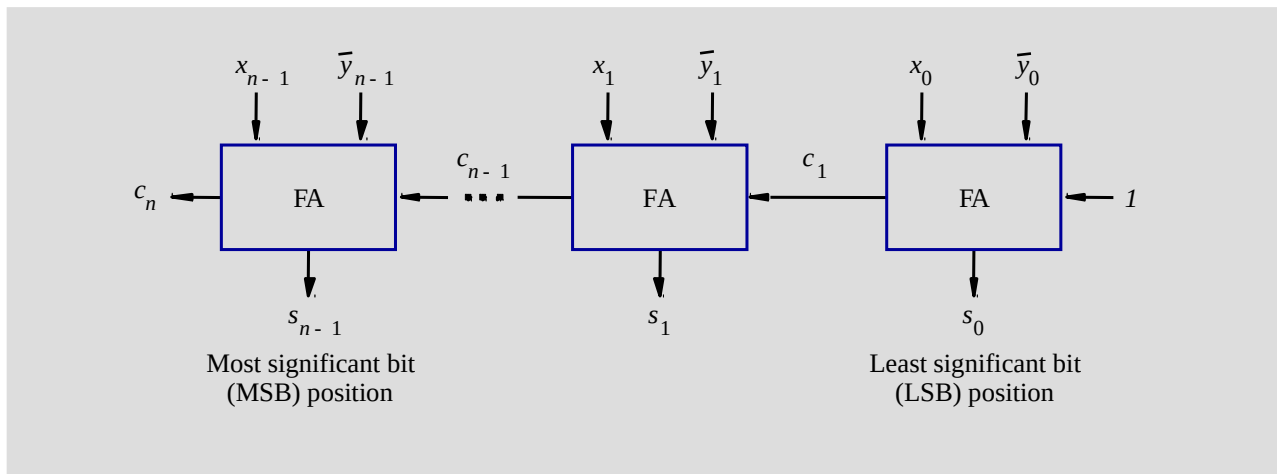 x_{n-1} ȳ_{n-1} x_1 ȳ_1 x_0 ȳ_0
c_n FA c_{n-1} FA c_1 FA 1
s_{n-1} s_1 s_0
Most significant bit
(MSB) position
Least significant bit
(LSB) position